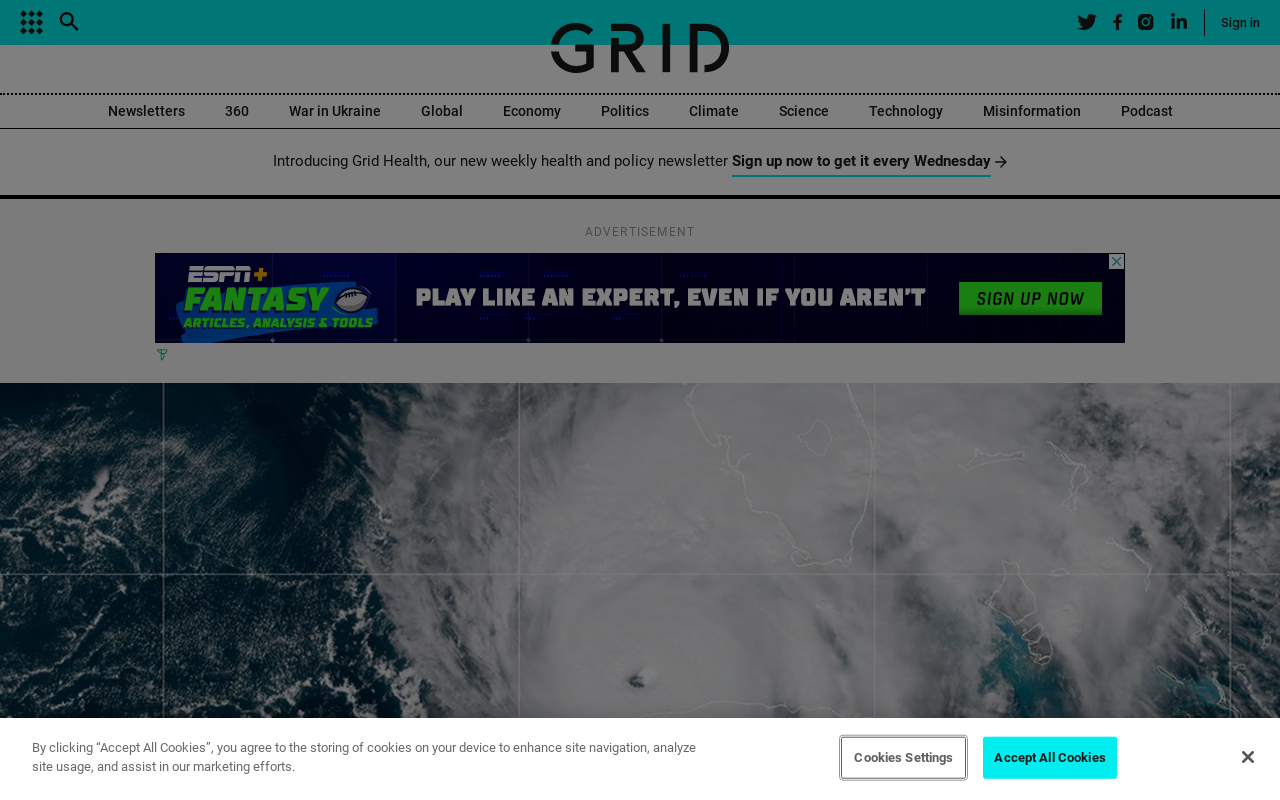 Sign in
GRID
Newsletters 360 War in Ukraine Global Economy Politics Climate Science Technology Misinformation Podcast
Introducing Grid Health, our new weekly health and policy newsletter Sign up now to get it every Wednesday
ADVERTISEMENT
ESPN+
FANTASY
ARTICLES, ANALYSIS & TOOLS
PLAY LIKE AN EXPERT, EVEN IF YOU AREN'T
SIGN UP NOW
By clicking “Accept All Cookies”, you agree to the storing of cookies on your device to enhance site navigation, analyze
site usage, and assist in our marketing efforts.
Cookies Settings
Accept All Cookies